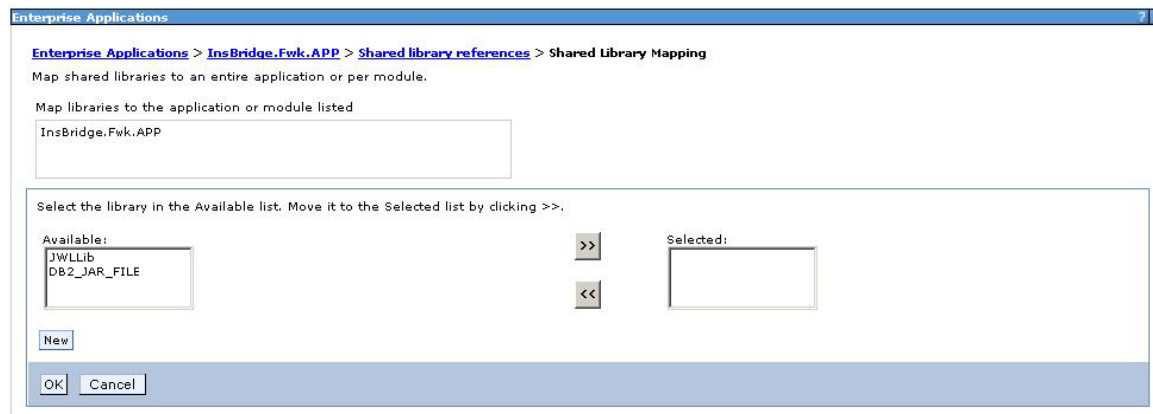 Enterprise Applications ?
Enterprise Applications > InsBridge.Fwk.APP > Shared library references > Shared Library Mapping
Map shared libraries to an entire application or per module.
Map libraries to the application or module listed
InsBridge.Fwk.APP
Select the library in the Available list. Move it to the Selected list by clicking >>.
Available: >> Selected:
JWLLib
DB2_JAR_FILE
<<
New
OK Cancel